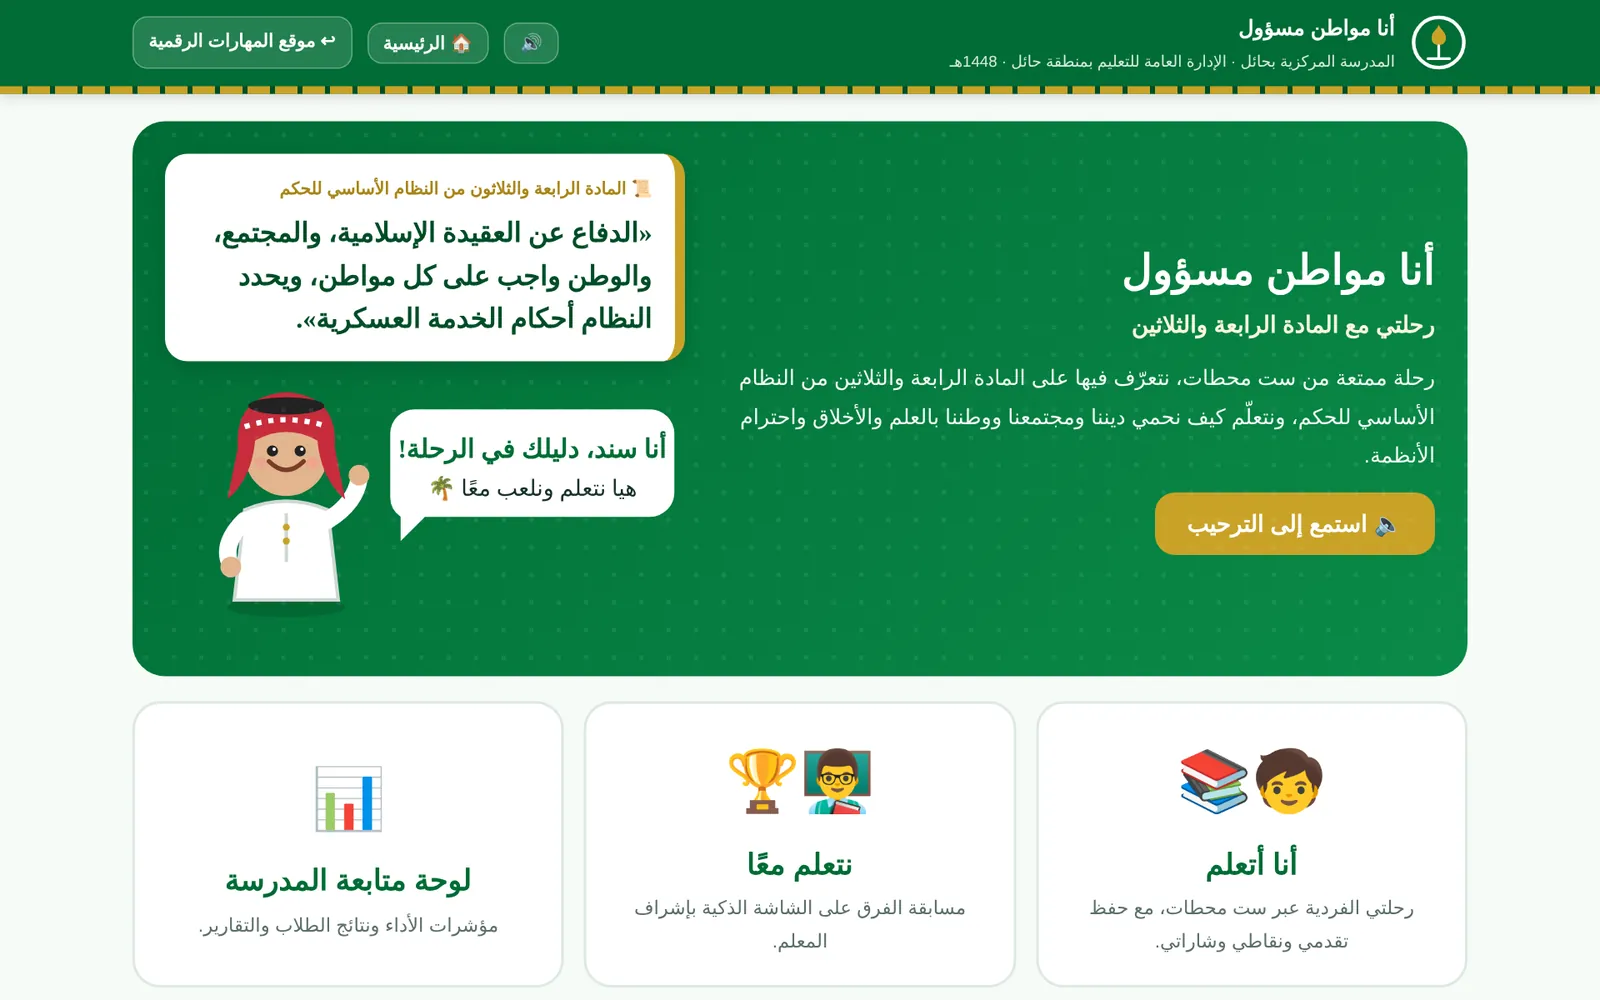 أنا مواطن مسؤول
المدرسة المركزية بحائل · الإدارة العامة للتعليم بمنطقة حائل · 1448هـ
الرئيسية
↩ موقع المهارات الرقمية
أنا مواطن مسؤول
رحلتي مع المادة الرابعة والثلاثين
رحلة ممتعة من ست محطات، نتعرّف فيها على المادة الرابعة والثلاثين من النظام
الأساسي للحكم، ونتعلّم كيف نحمي ديننا ومجتمعنا ووطننا بالعلم والأخلاق واحترام
الأنظمة.
استمع إلى الترحيب
المادة الرابعة والثلاثون من النظام الأساسي للحكم
«الدفاع عن العقيدة الإسلامية، والمجتمع،
والوطن واجب على كل مواطن، ويحدد
النظام أحكام الخدمة العسكرية».
أنا سند، دليلك في الرحلة!
هيا نتعلم ونلعب معًا
أنا أتعلم
رحلتي الفردية عبر ست محطات، مع حفظ
تقدمي ونقاطي وشاراتي.
نتعلم معًا
مسابقة الفرق على الشاشة الذكية بإشراف
المعلم.
لوحة متابعة المدرسة
مؤشرات الأداء ونتائج الطلاب والتقارير.